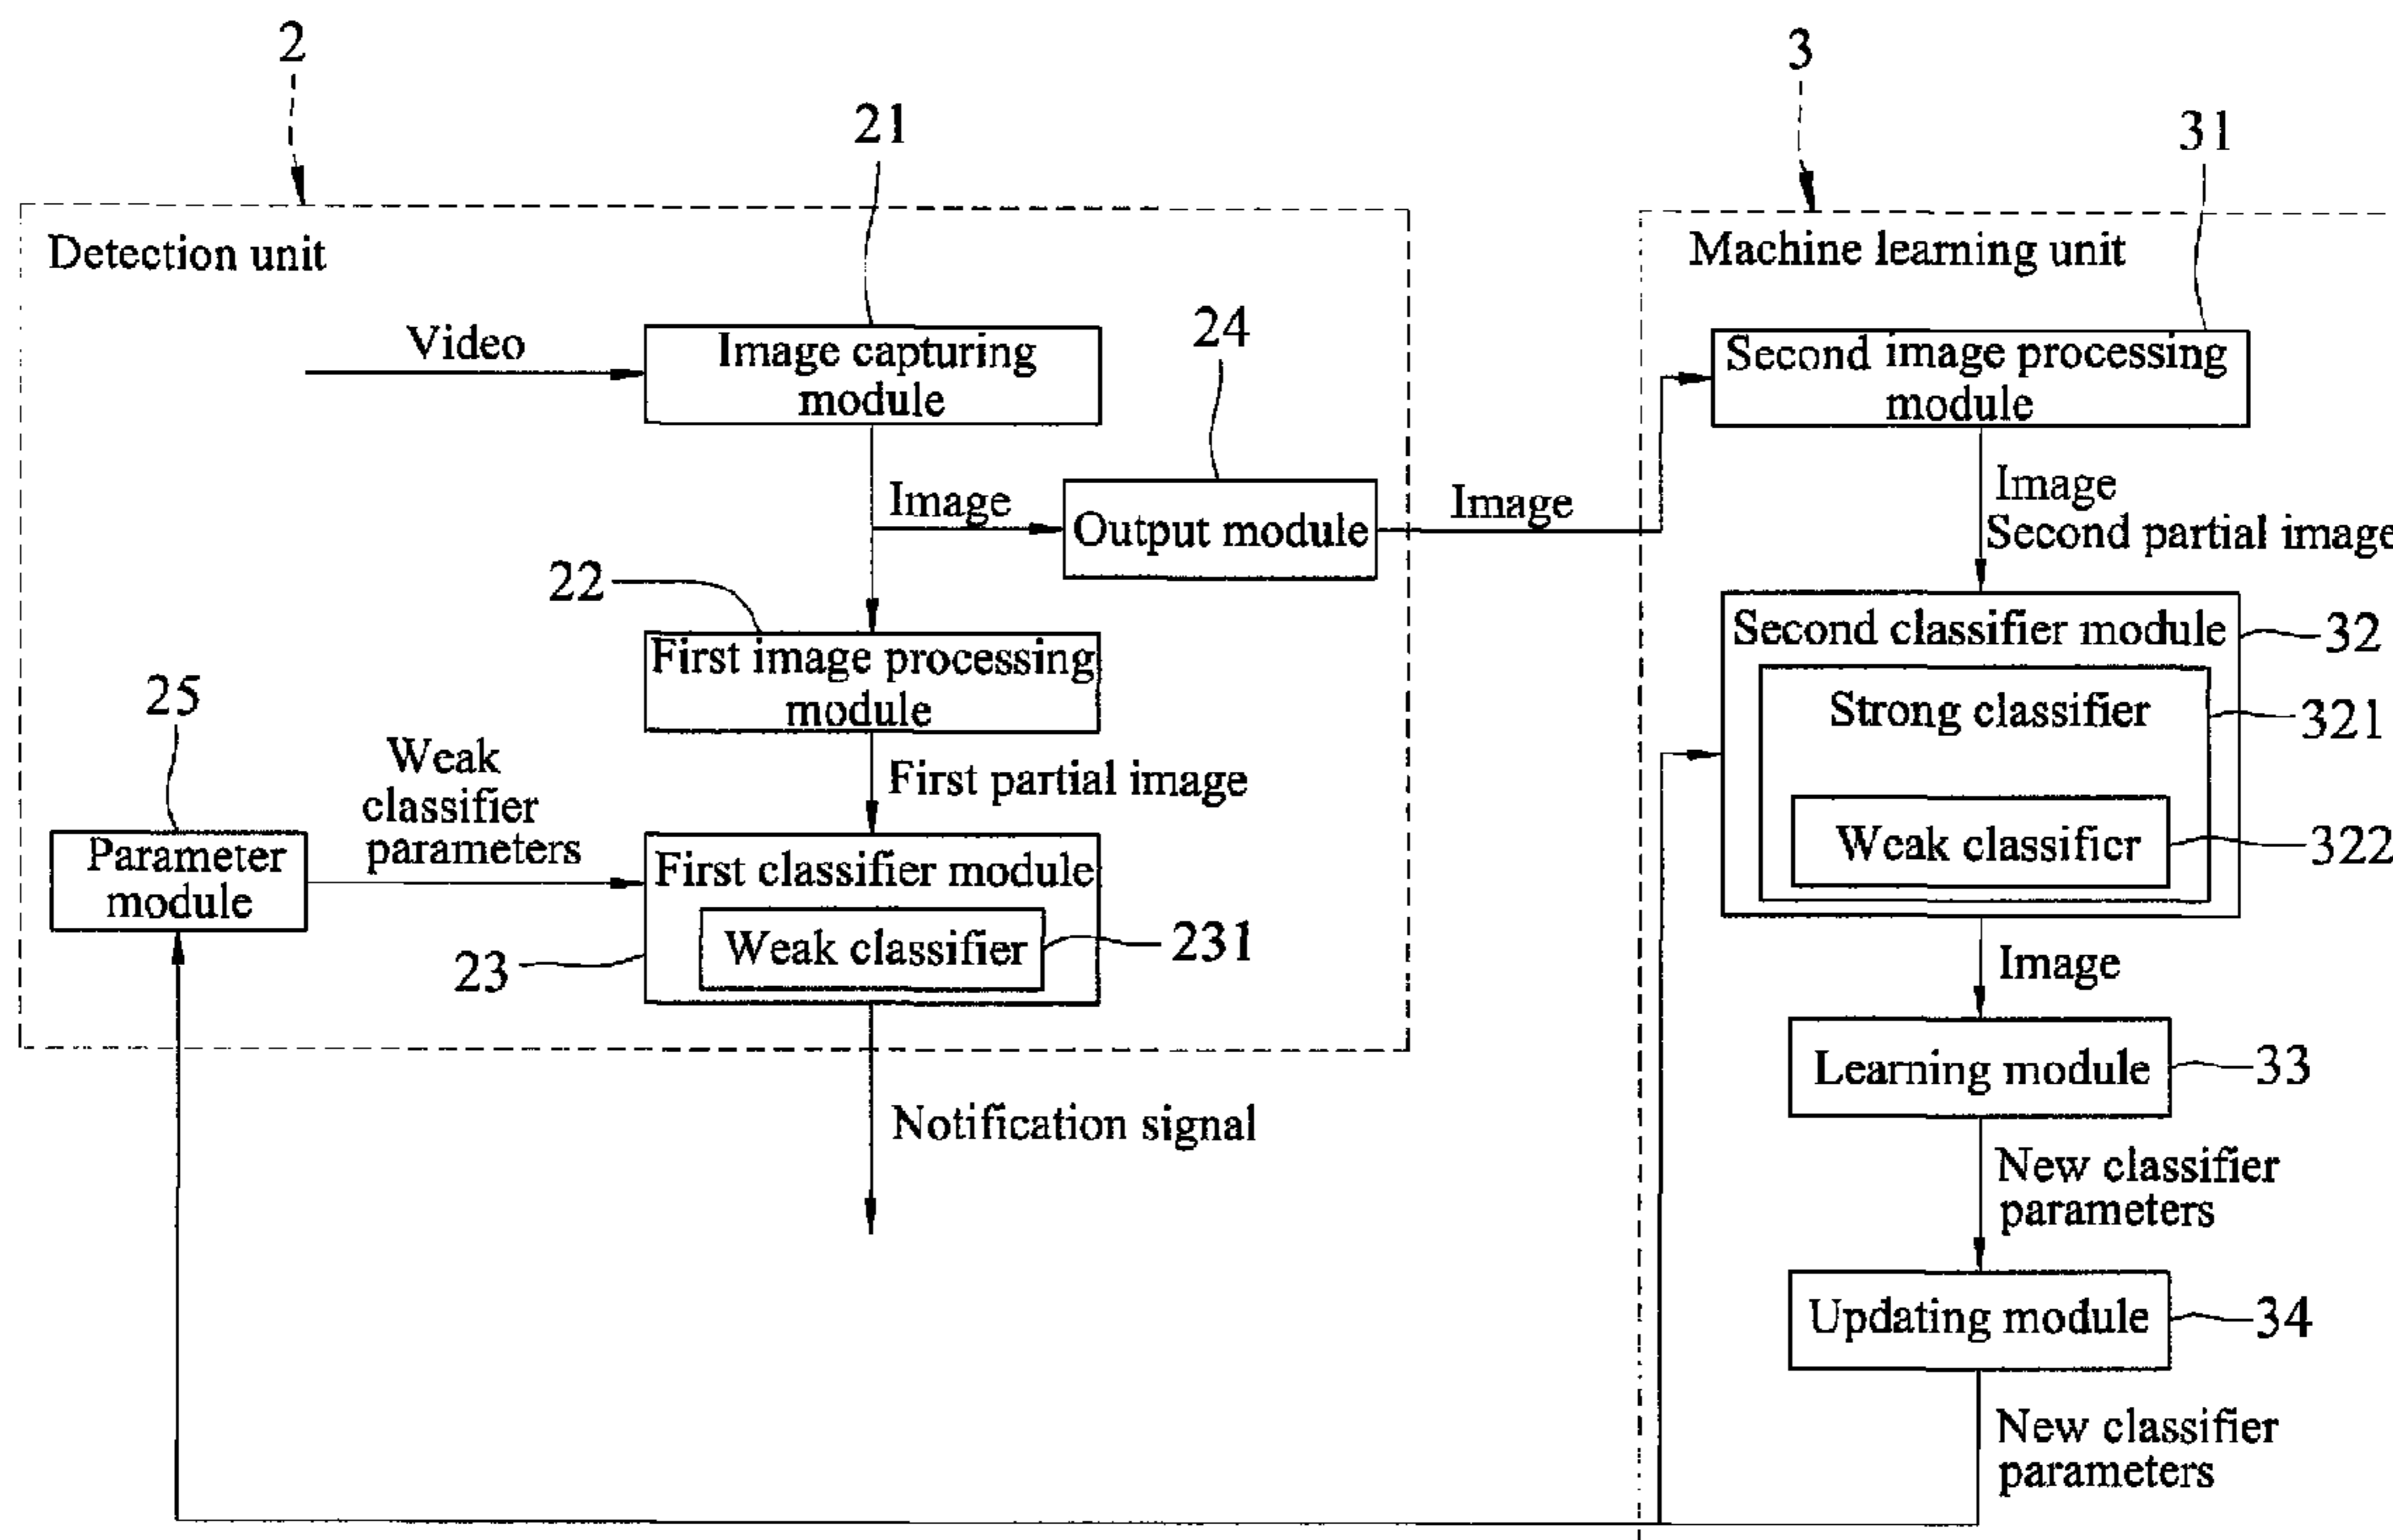 2
3
21
31
Detection unit
Machine learning unit
Video
Image capturing
module
24
Second image processing
module
Image
Output module
Image
Image
Second partial image
22
First image processing
module
Second classifier module
32
25
Strong classifier
321
Weak
classifier
parameters
First partial image
Parameter
module
First classifier module
Weak classifier
322
23
Weak classifier
231
Image
Learning module
33
Notification signal
New classifier
parameters
Updating module
34
New classifier
parameters